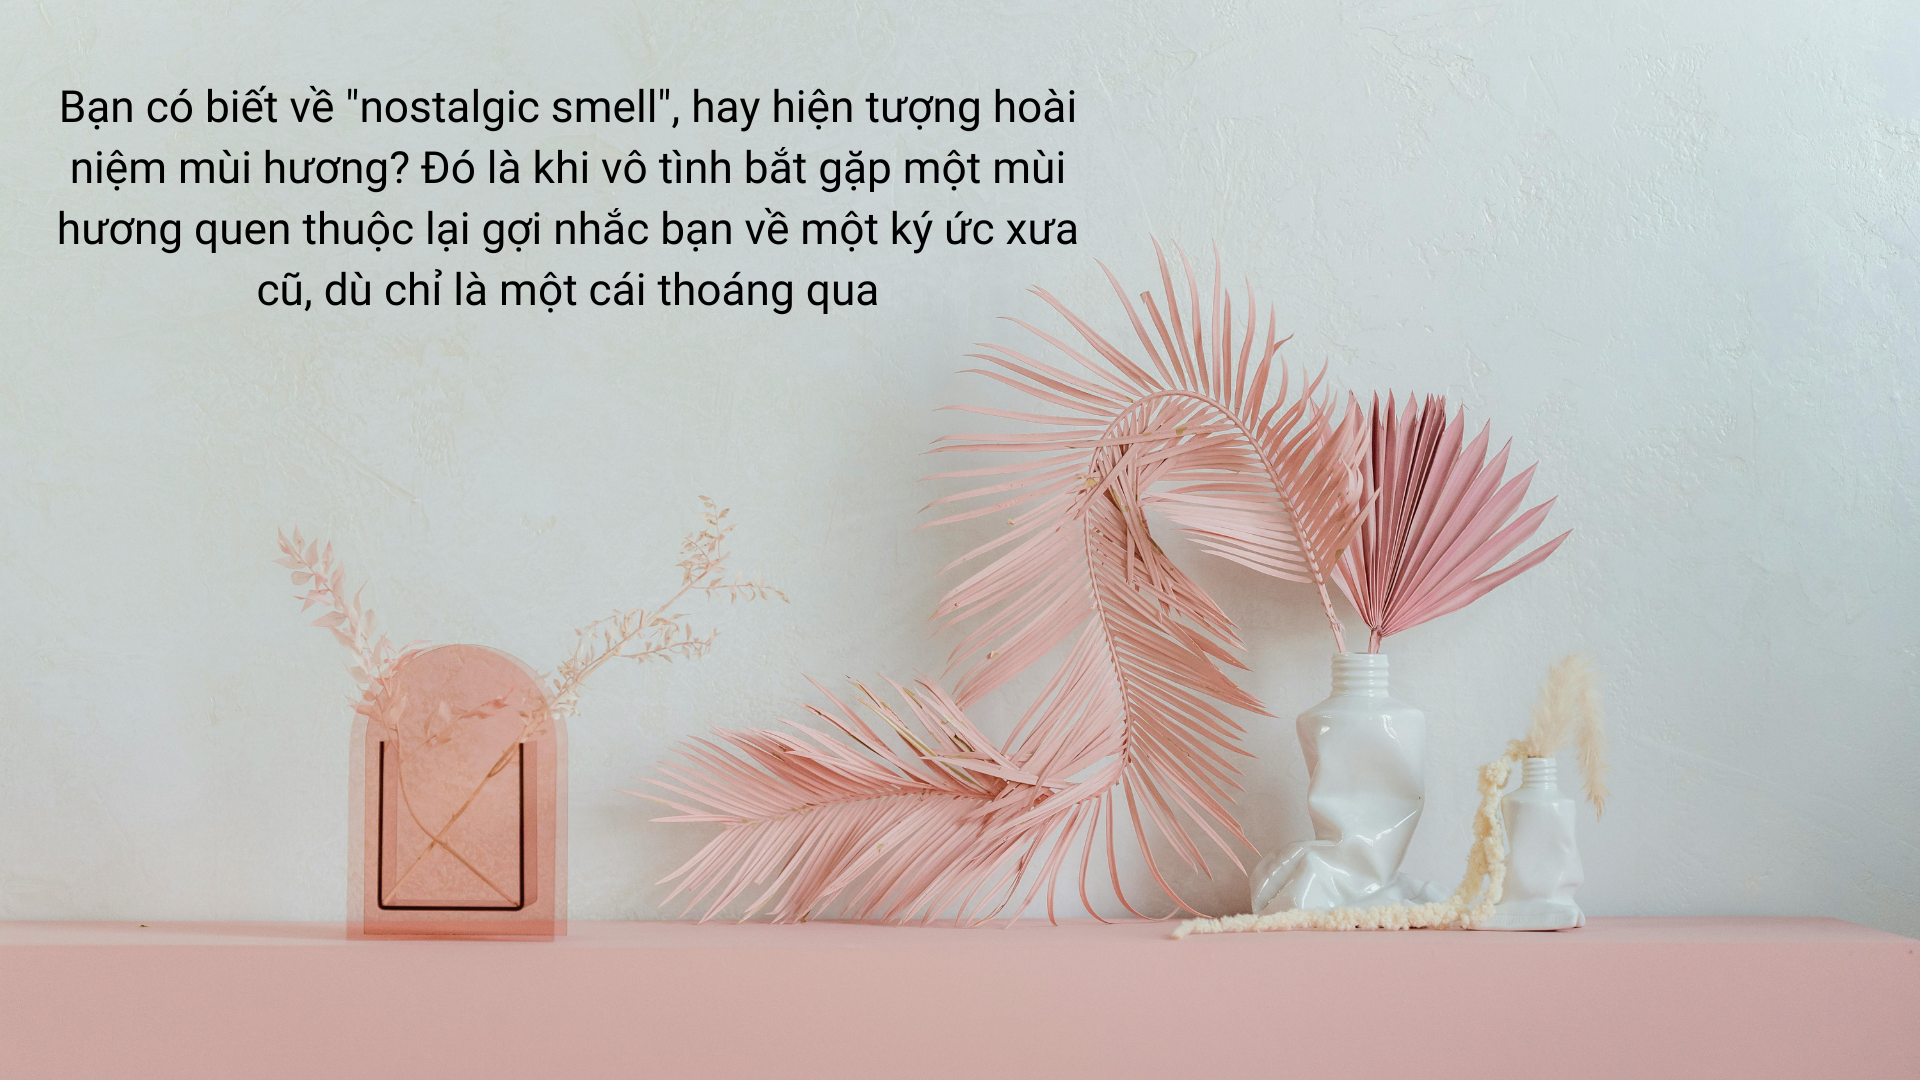 Bạn có biết về "nostalgic smell", hay hiện tượng hoài
niệm mùi hương? Đó là khi vô tình bắt gặp một mùi
hương quen thuộc lại gợi nhắc bạn về một ký ức xưa
cũ, dù chỉ là một cái thoáng qua